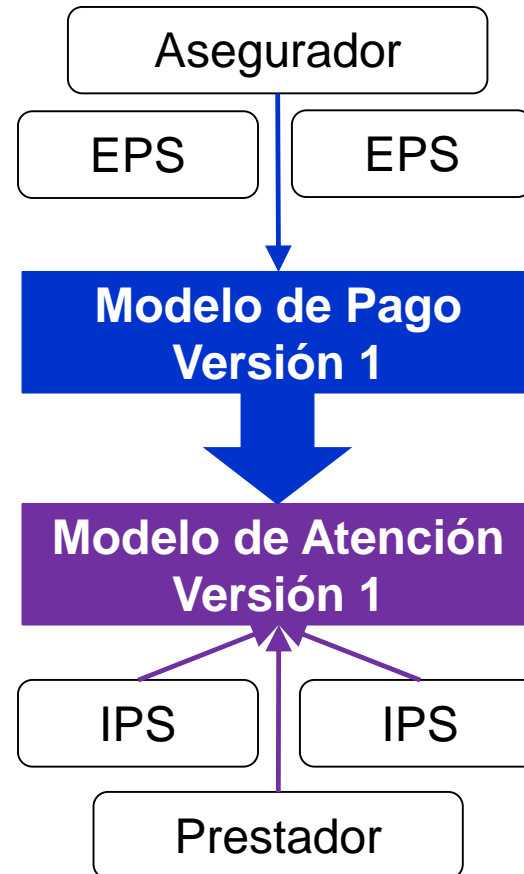 Asegurador
EPS
EPS
Modelo de Pago
Versión 1
Modelo de Atención
Versión 1
IPS
IPS
Prestador